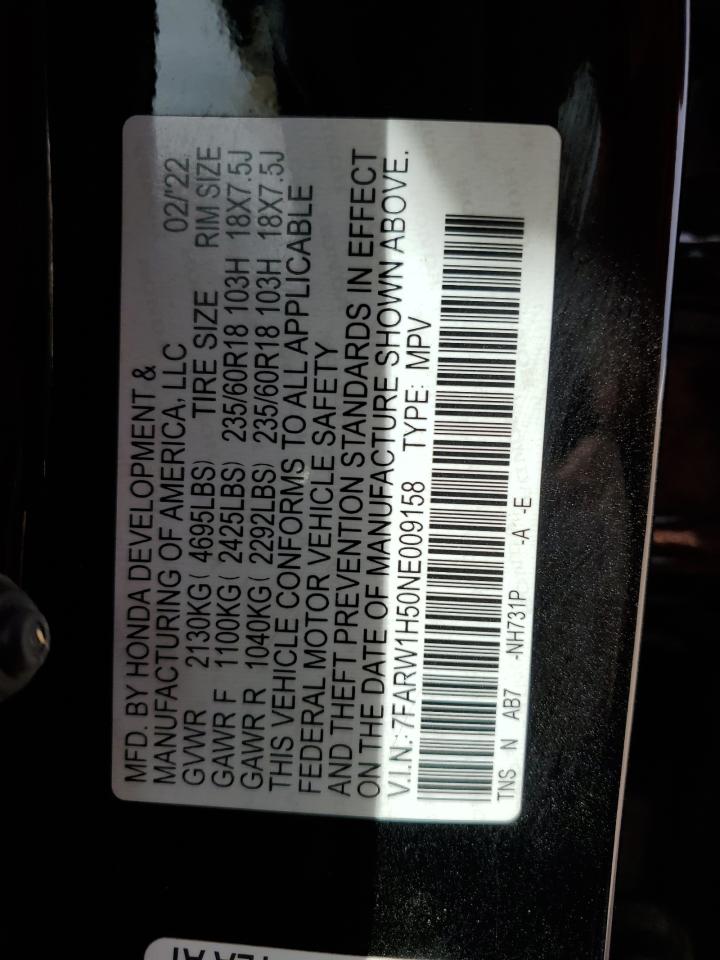 MFD. BY HONDA DEVELOPMENT &
MANUFACTURING OF AMERICA, LLC 02/'22
GVWR 2130KG( 4695LBS) TIRE SIZE RIM SIZE
GAWR F 1100KG( 2425LBS) 235/60R18 103H 18X7.5J
GAWR R 1040KG( 2292LBS) 235/60R18 103H 18X7.5J
THIS VEHICLE CONFORMS TO ALL APPLICABLE
FEDERAL MOTOR VEHICLE SAFETY
AND THEFT PREVENTION STANDARDS IN EFFECT
ON THE DATE OF MANUFACTURE SHOWN ABOVE.
V.I.N.: 7FARW1H50NE009158 TYPE: MPV
TNS N AB7 -NH731P -A -E